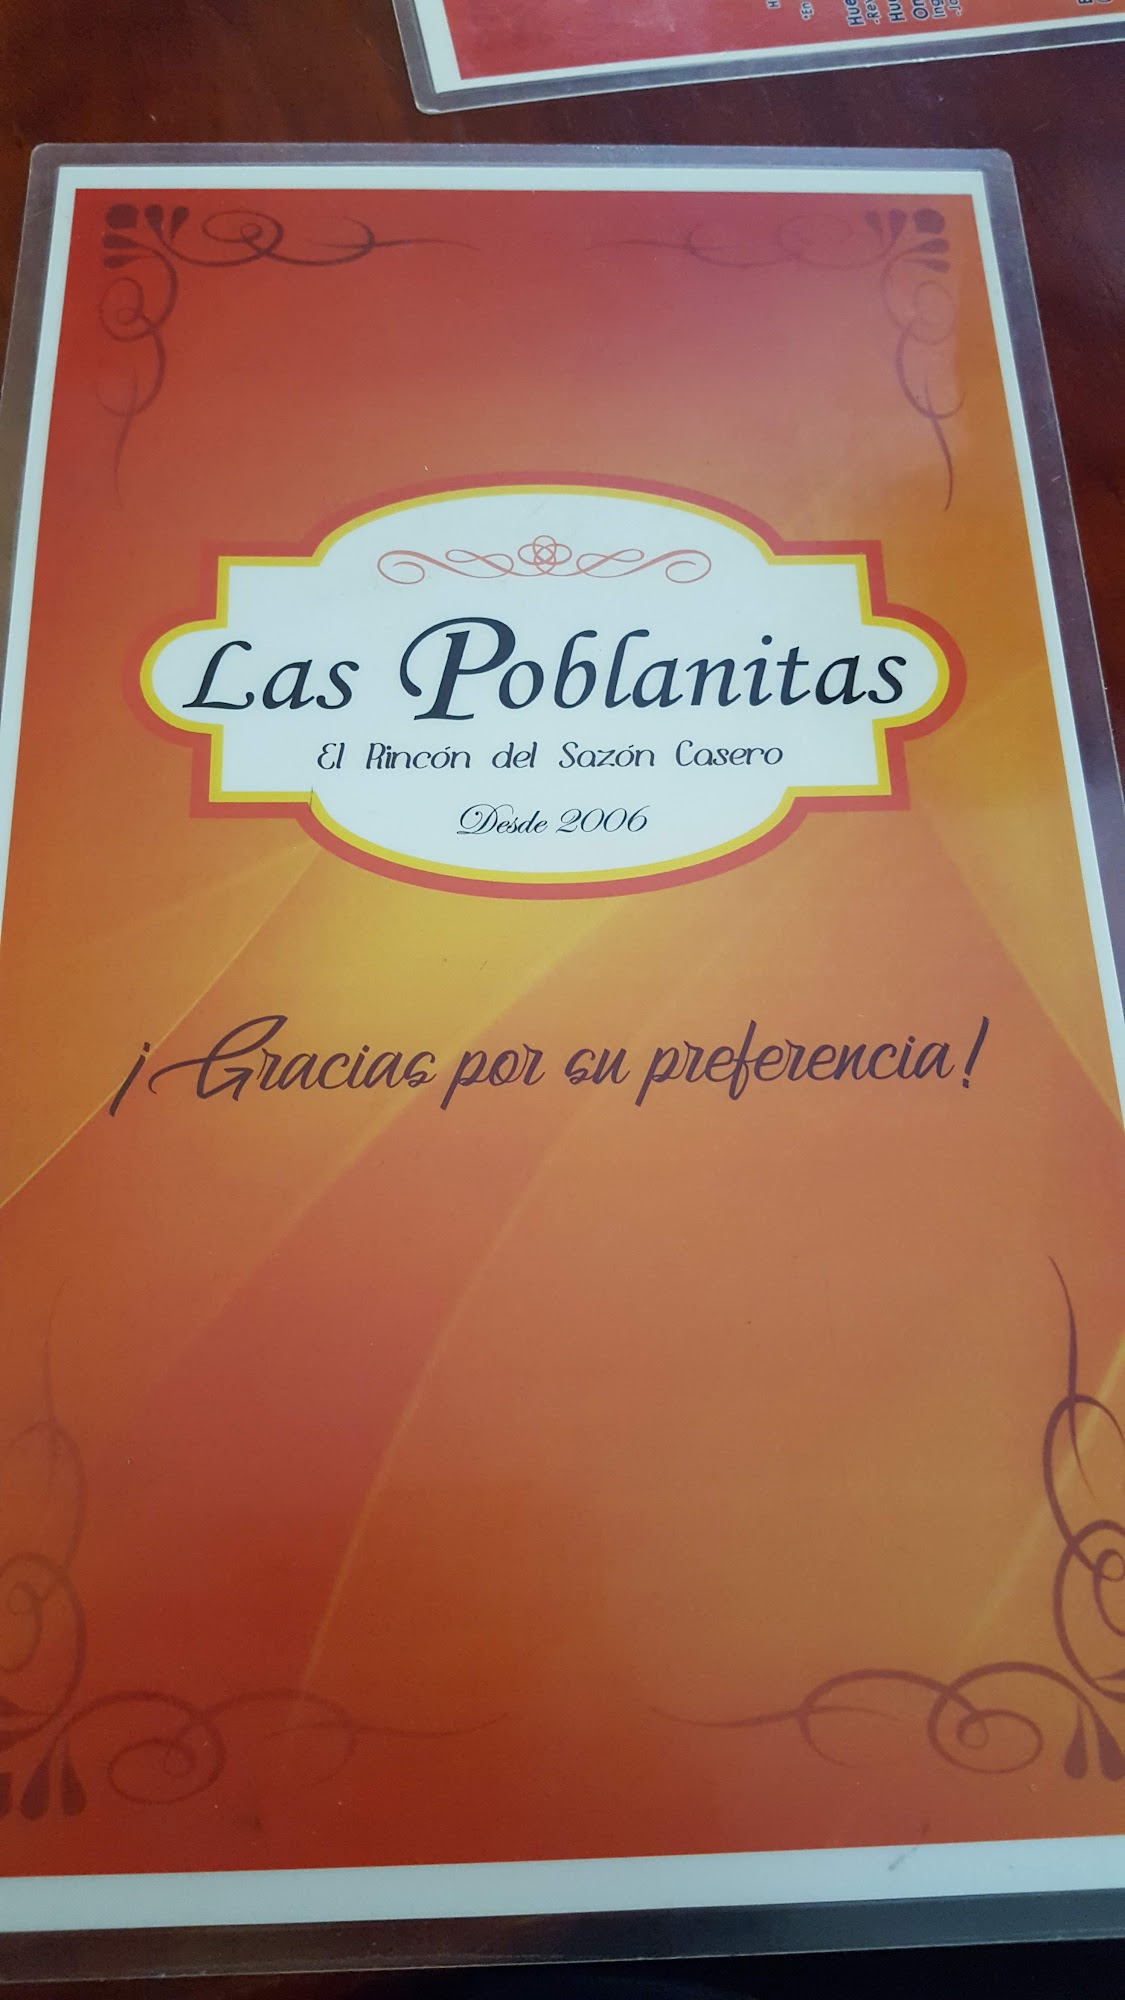 Las Poblanitas
El Rincón del Sazón Casero
Desde 2006
¡Gracias por su preferencia!